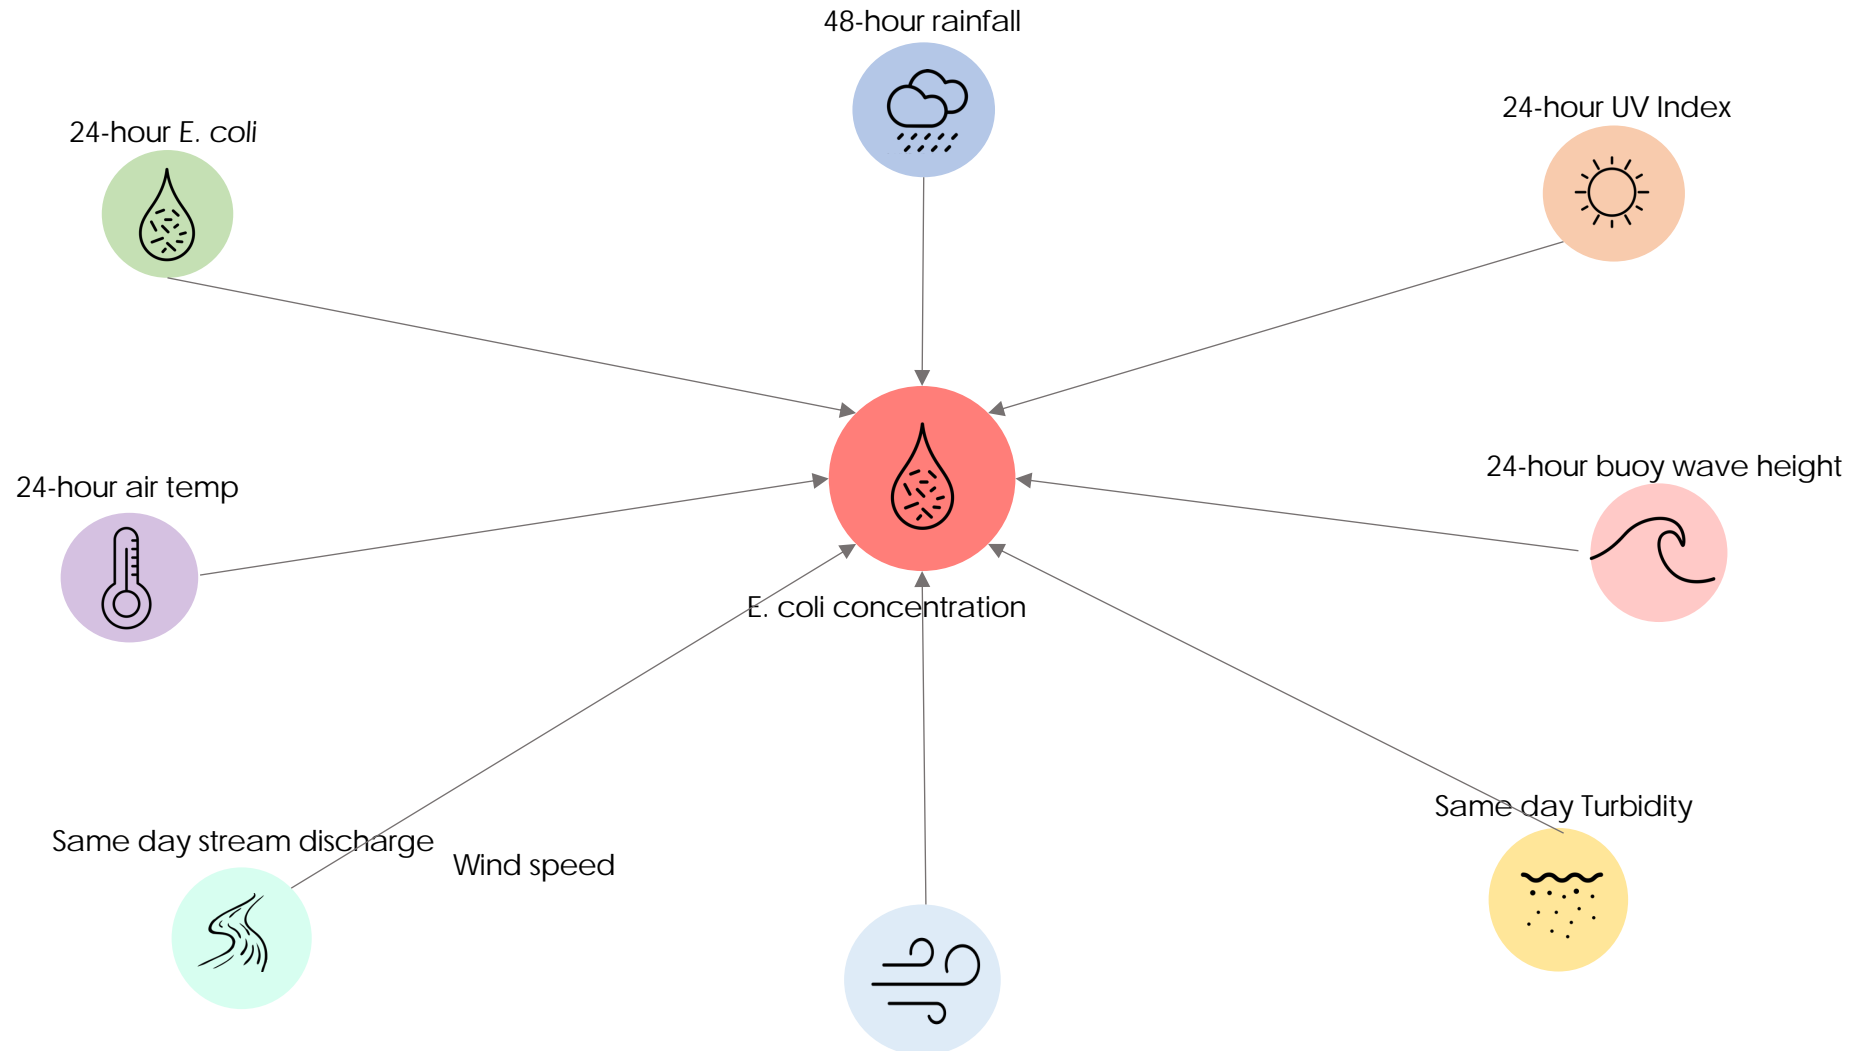 48-hour rainfall
24-hour UV Index
24-hour E. coli
24-hour buoy wave height
24-hour air temp
E. coli concentration
Same day Turbidity
Same day stream discharge
Wind speed